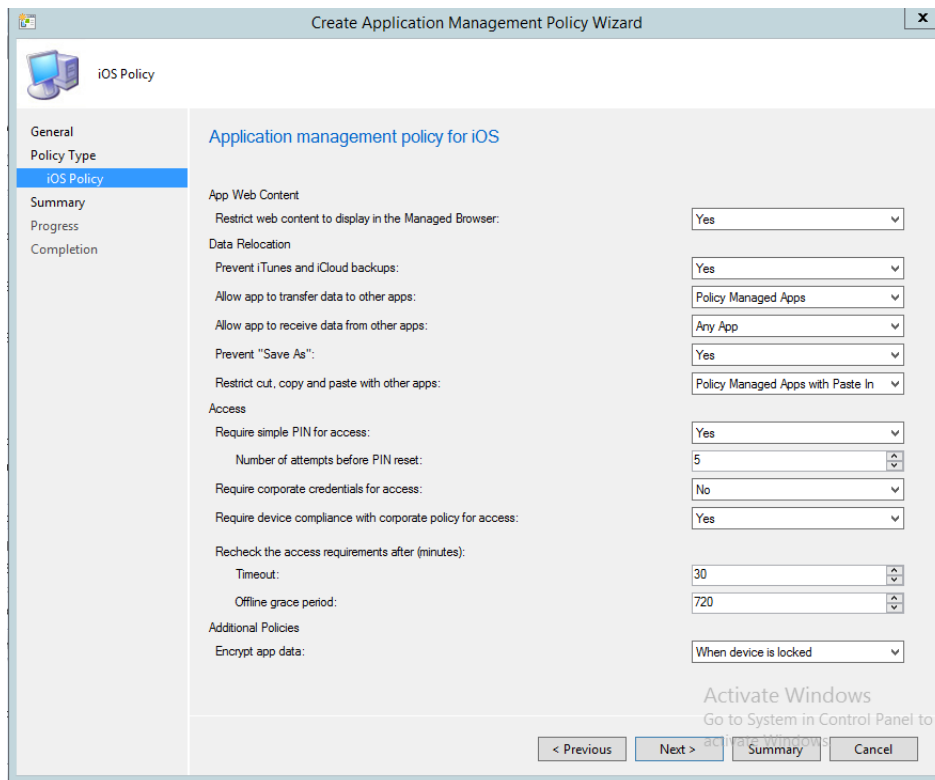 Create Application Management Policy Wizard
x
iOS Policy
General
Policy Type
iOS Policy
Summary
Progress
Completion
Application management policy for iOS
App Web Content
Restrict web content to display in the Managed Browser: Yes
Data Relocation
Prevent iTunes and iCloud backups: Yes
Allow app to transfer data to other apps: Policy Managed Apps
Allow app to receive data from other apps: Any App
Prevent "Save As": Yes
Restrict cut, copy and paste with other apps: Policy Managed Apps with Paste In
Access
Require simple PIN for access: Yes
Number of attempts before PIN reset: 5
Require corporate credentials for access: No
Require device compliance with corporate policy for access: Yes
Recheck the access requirements after (minutes):
Timeout: 30
Offline grace period: 720
Additional Policies
Encrypt app data: When device is locked
Activate Windows
Go to System in Control Panel to
activate Windows.
< Previous Next > Summary Cancel